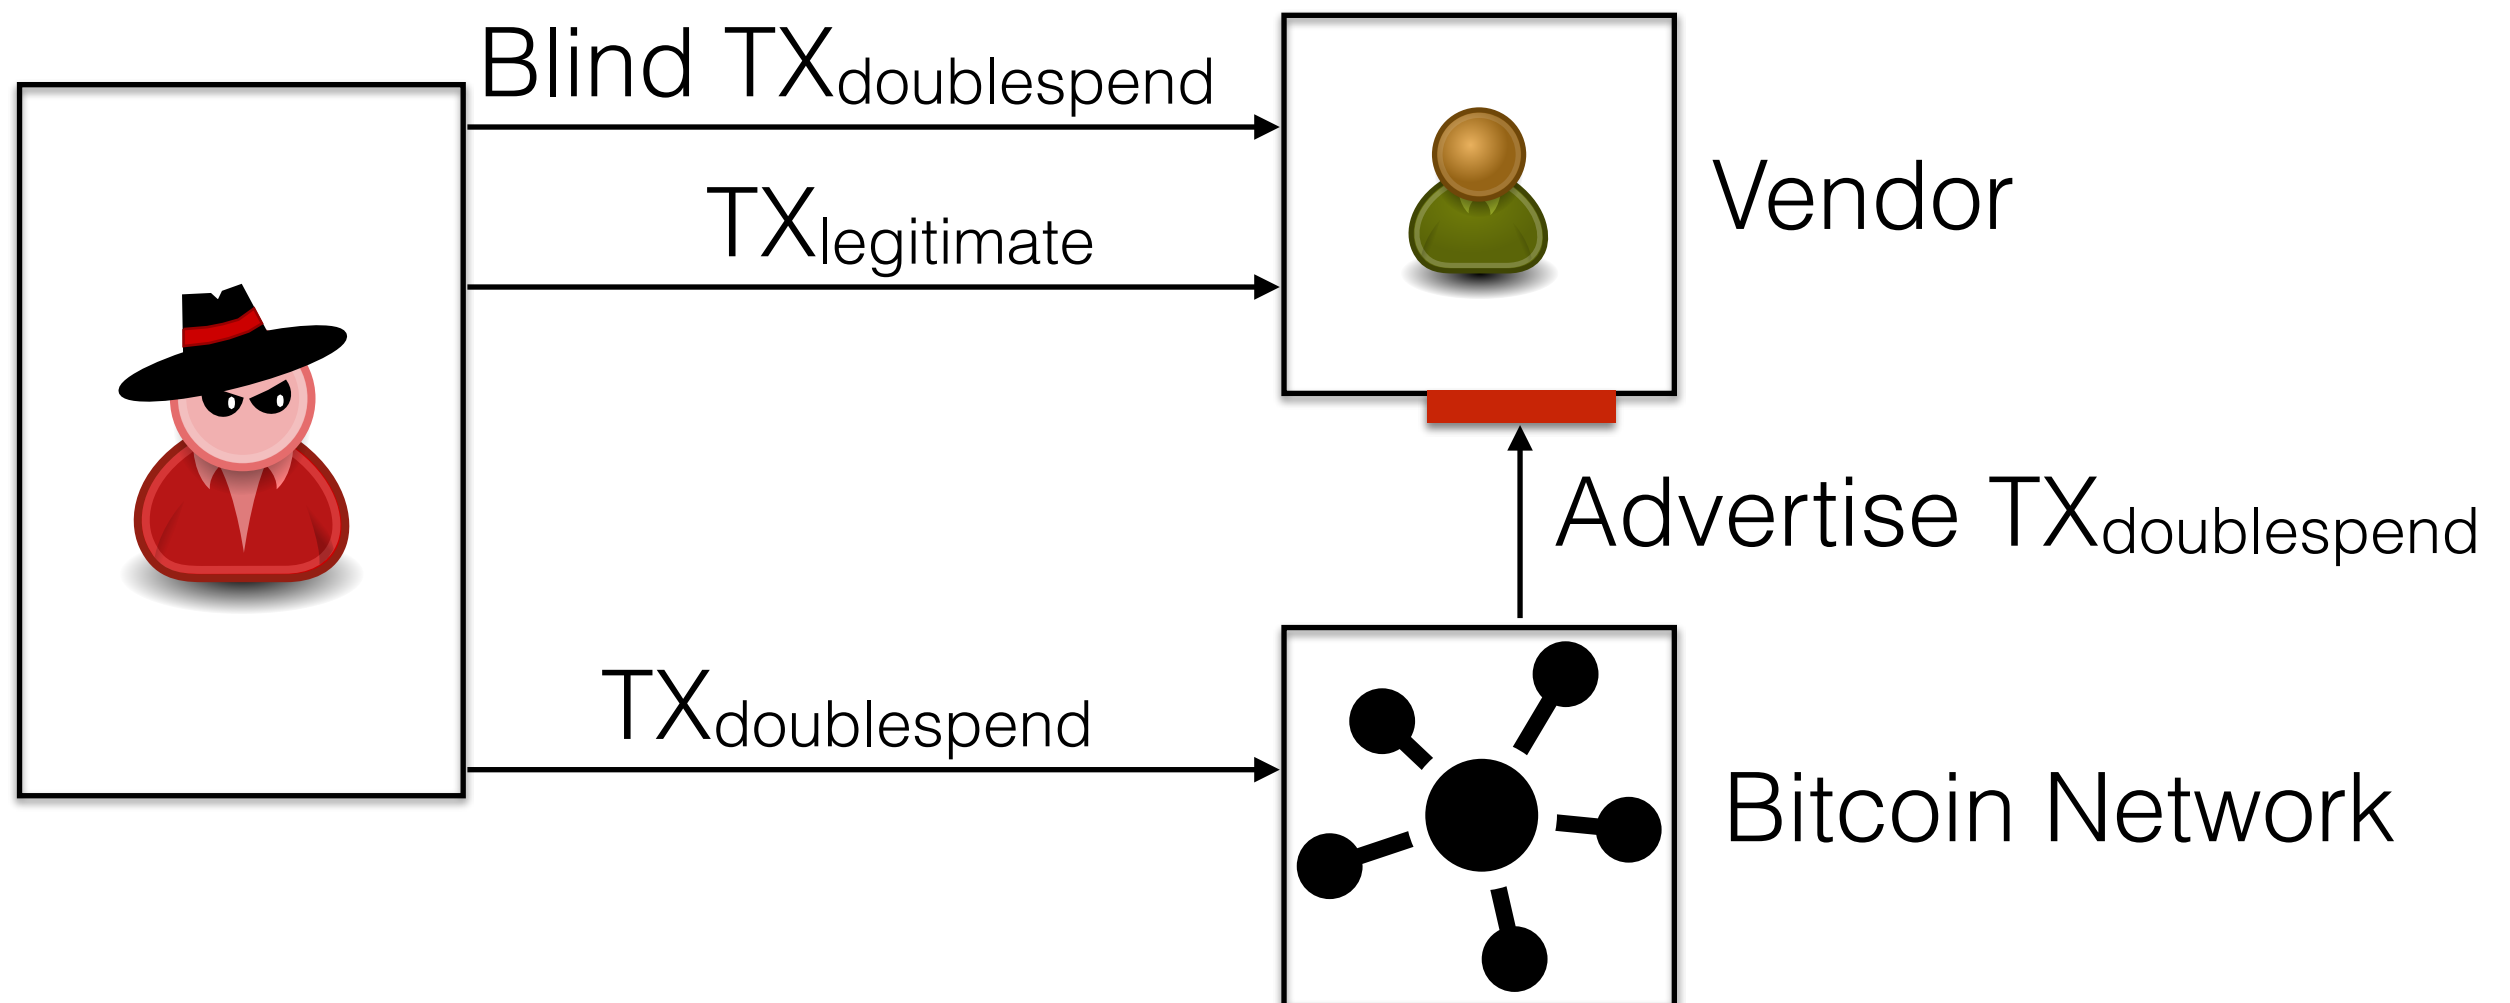 Blind TXdoublespend
TXlegitimate
Vendor
Advertise TXdoublespend
TXdoublespend
Bitcoin Network